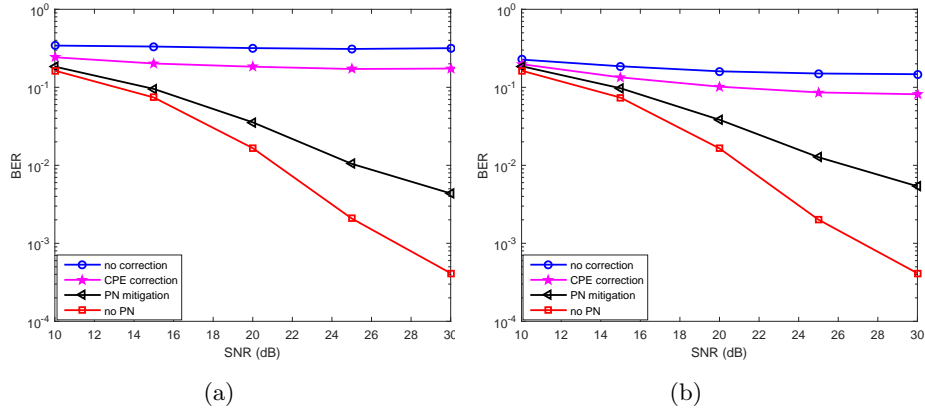 10^0
10^-1
10^-2
10^-3
10^-4
BER
no correction
CPE correction
PN mitigation
no PN
10 12 14 16 18 20 22 24 26 28 30
SNR (dB)
(a)
10^0
10^-1
10^-2
10^-3
10^-4
BER
no correction
CPE correction
PN mitigation
no PN
10 12 14 16 18 20 22 24 26 28 30
SNR (dB)
(b)